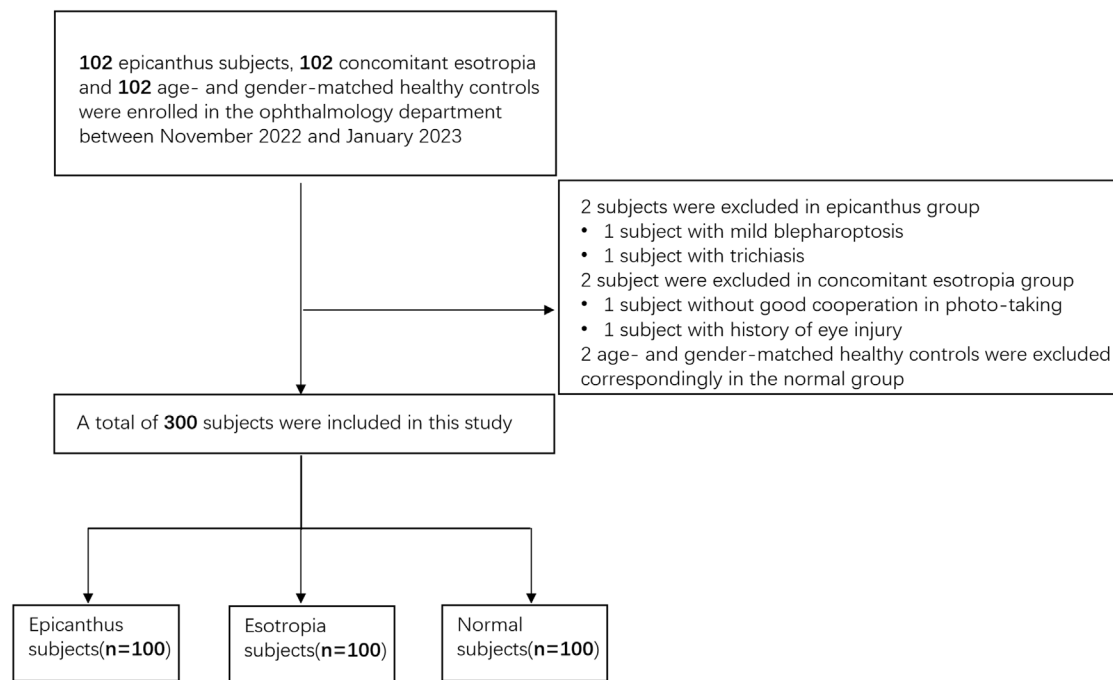 102 epicanthus subjects, 102 concomitant esotropia
and 102 age- and gender-matched healthy controls
were enrolled in the ophthalmology department
between November 2022 and January 2023
2 subjects were excluded in epicanthus group
• 1 subject with mild blepharoptosis
• 1 subject with trichiasis
2 subject were excluded in concomitant esotropia group
• 1 subject without good cooperation in photo-taking
• 1 subject with history of eye injury
2 age- and gender-matched healthy controls were excluded
correspondingly in the normal group
A total of 300 subjects were included in this study
Epicanthus
subjects(n=100)
Esotropia
subjects(n=100)
Normal
subjects(n=100)